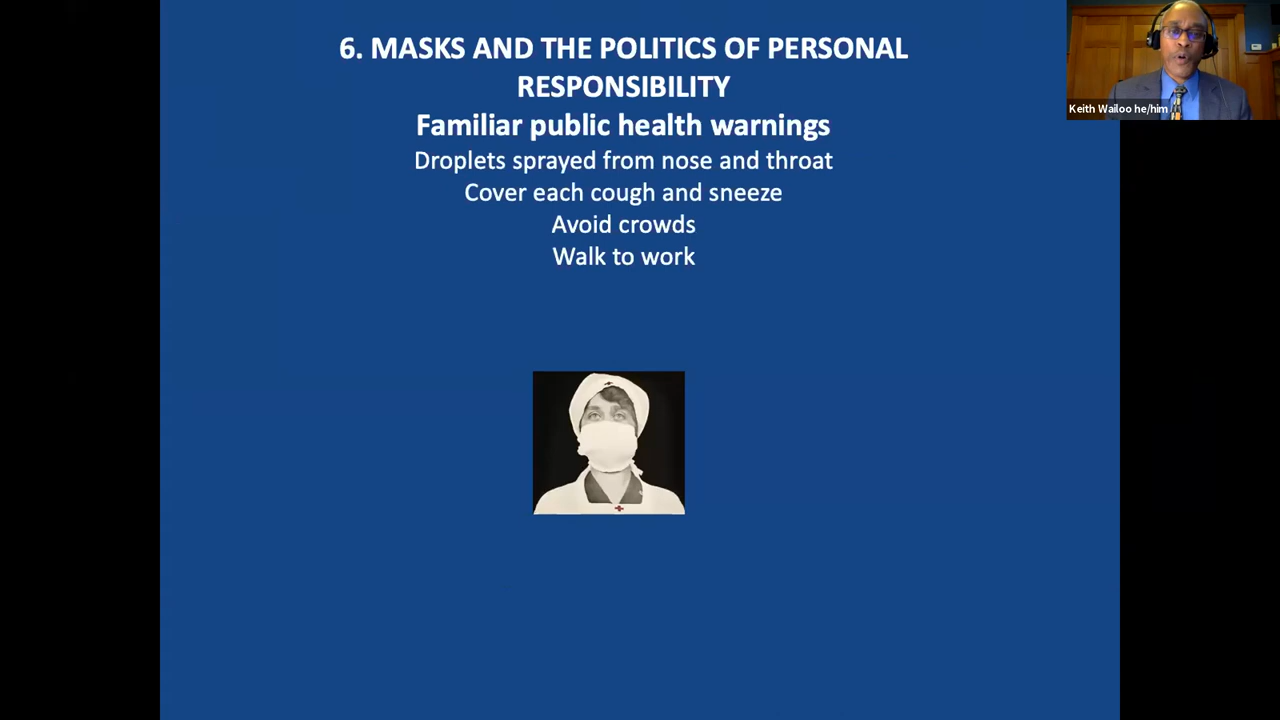 6. MASKS AND THE POLITICS OF PERSONAL
RESPONSIBILITY
Familiar public health warnings
Droplets sprayed from nose and throat
Cover each cough and sneeze
Avoid crowds
Walk to work
Keith Wailoo he/him